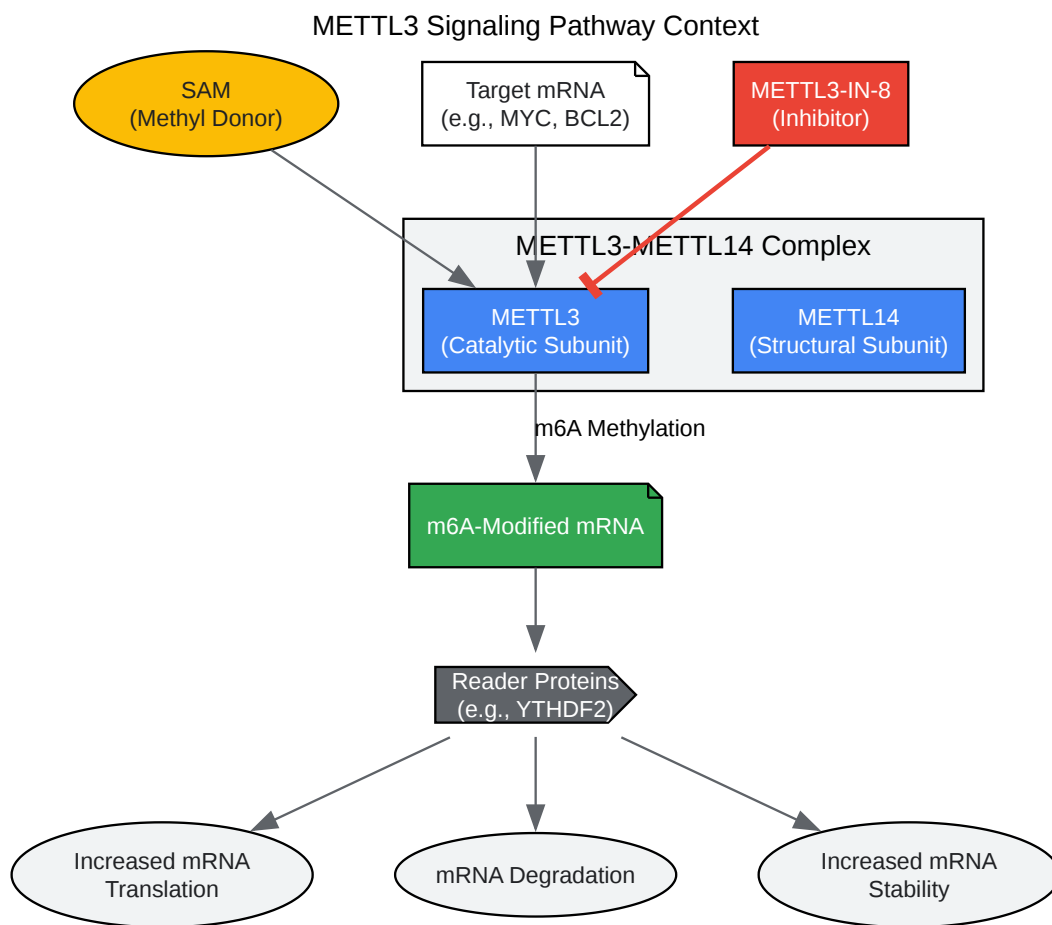 METTL3 Signaling Pathway Context
SAM
(Methyl Donor)
Target mRNA
(e.g., MYC, BCL2)
METTL3-IN-8
(Inhibitor)
METTL3-METTL14 Complex
METTL3
(Catalytic Subunit)
METTL14
(Structural Subunit)
m6A Methylation
m6A-Modified mRNA
Reader Proteins
(e.g., YTHDF2)
Increased mRNA
Translation
mRNA Degradation
Increased mRNA
Stability